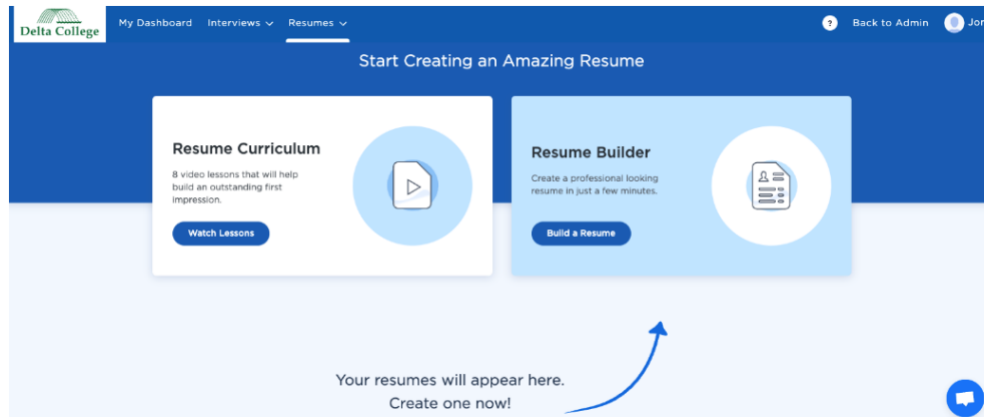 Delta College
My Dashboard
Interviews
Resumes
?
Back to Admin
Start Creating an Amazing Resume
Resume Curriculum
8 video lessons that will help
build an outstanding first
impression.
Watch Lessons
Resume Builder
Create a professional looking
resume in just a few minutes.
Build a Resume
Your resumes will appear here.
Create one now!